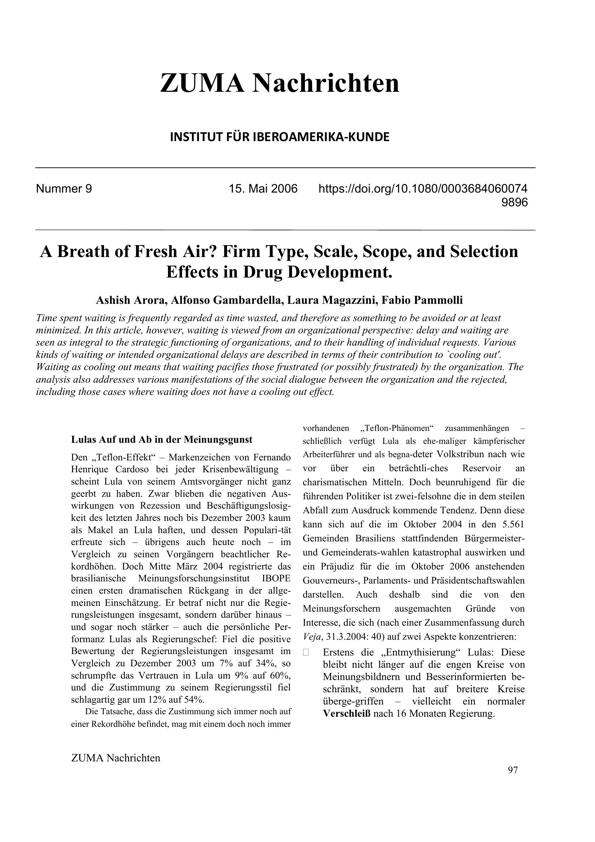 ZUMA Nachrichten
INSTITUT FÜR IBEROAMERIKA-KUNDE
Nummer 9 15. Mai 2006 https://doi.org/10.1080/0003684060074
9896
A Breath of Fresh Air? Firm Type, Scale, Scope, and Selection
Effects in Drug Development.
Ashish Arora, Alfonso Gambardella, Laura Magazzini, Fabio Pammolli
Time spent waiting is frequently regarded as time wasted, and therefore as something to be avoided or at least
minimized. In this article, however, waiting is viewed from an organizational perspective: delay and waiting are
seen as integral to the strategic functioning of organizations, and to their handling of individual requests. Various
kinds of waiting or intended organizational delays are described in terms of their contribution to `cooling out'.
Waiting as cooling out means that waiting pacifies those frustrated (or possibly frustrated) by the organization. The
analysis also addresses various manifestations of the social dialogue between the organization and the rejected,
including those cases where waiting does not have a cooling out effect.
Lulas Auf und Ab in der Meinungsgunst
Den „Teflon-Effekt“ – Markenzeichen von Fernando
Henrique Cardoso bei jeder Krisenbewältigung –
scheint Lula von seinem Amtsvorgänger nicht ganz
geerbt zu haben. Zwar blieben die negativen Aus-
wirkungen von Rezession und Beschäftigungslosig-
keit des letzten Jahres noch bis Dezember 2003 kaum
als Makel an Lula haften, und dessen Populari-tät
erfreute sich – übrigens auch heute noch – im
Vergleich zu seinen Vorgängern beachtlicher Re-
kordhöhen. Doch Mitte März 2004 registrierte das
brasilianische Meinungsforschungsinstitut IBOPE
einen ersten dramatischen Rückgang in der allge-
meinen Einschätzung. Er betraf nicht nur die Regie-
rungsleistungen insgesamt, sondern darüber hinaus –
und sogar noch stärker – auch die persönliche Per-
formanz Lulas als Regierungschef: Fiel die positive
Bewertung der Regierungsleistungen insgesamt im
Vergleich zu Dezember 2003 um 7% auf 34%, so
schrumpfte das Vertrauen in Lula um 9% auf 60%,
und die Zustimmung zu seinem Regierungsstil fiel
schlagartig gar um 12% auf 54%.
Die Tatsache, dass die Zustimmung sich immer noch auf
einer Rekordhöhe befindet, mag mit einem doch noch immer
vorhandenen „Teflon-Phänomen“ zusammenhängen –
schließlich verfügt Lula als ehe-maliger kämpferischer
Arbeiterführer und als begna-deter Volkstribun nach wie
vor über ein beträchtli-ches Reservoir an
charismatischen Mitteln. Doch beunruhigend für die
führenden Politiker ist zwei-felsohne die in dem steilen
Abfall zum Ausdruck kommende Tendenz. Denn diese
kann sich auf die im Oktober 2004 in den 5.561
Gemeinden Brasiliens stattfindenden Bürgermeister-
und Gemeinderats-wahlen katastrophal auswirken und
ein Präjudiz für die im Oktober 2006 anstehenden
Gouverneurs-, Parlaments- und Präsidentschaftswahlen
darstellen. Auch deshalb sind die von den
Meinungsforschern ausgemachten Gründe von
Interesse, die sich (nach einer Zusammenfassung durch
Veja, 31.3.2004: 40) auf zwei Aspekte konzentrieren:
Erstens die „Entmythisierung“ Lulas: Diese
bleibt nicht länger auf die engen Kreise von
Meinungsbildnern und Besserinformierten be-
schränkt, sondern hat auf breitere Kreise
überge-griffen – vielleicht ein normaler
Verschleiß nach 16 Monaten Regierung.
ZUMA Nachrichten
97